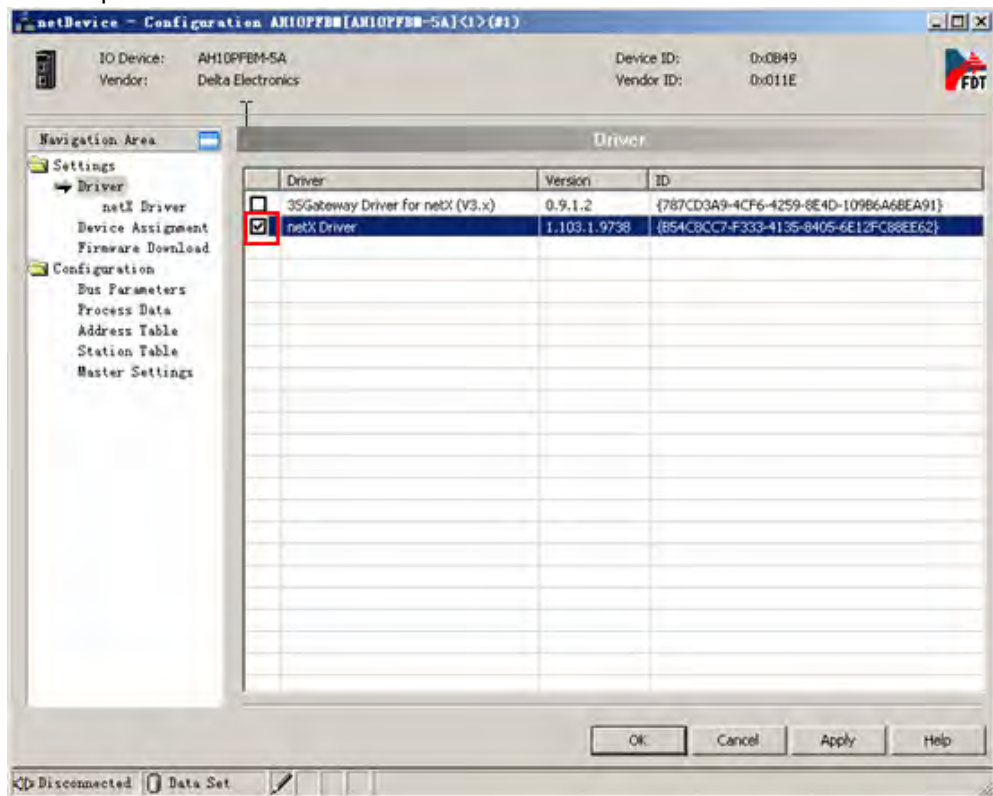 netDevice - Configuration AH10PFBM[AH10PFBM-5A]<1>(#1)
IO Device: AH10PFBM-5A Device ID: 0x0B49
Vendor: Delta Electronics Vendor ID: 0x011E
FDT
Navigation Area Driver
Settings
Driver
netX Driver
Device Assignment
Firmware Download
Configuration
Bus Parameters
Process Data
Address Table
Station Table
Master Settings
Driver Version ID
3SGateway Driver for netX (V3.x) 0.9.1.2 {787CD3A9-4CF6-4259-8E4D-109B6A6BEA91}
netX Driver 1.103.1.9738 {B54C8CC7-F333-4135-8405-6E12FC88EE62}
OK Cancel Apply Help
Disconnected Data Set